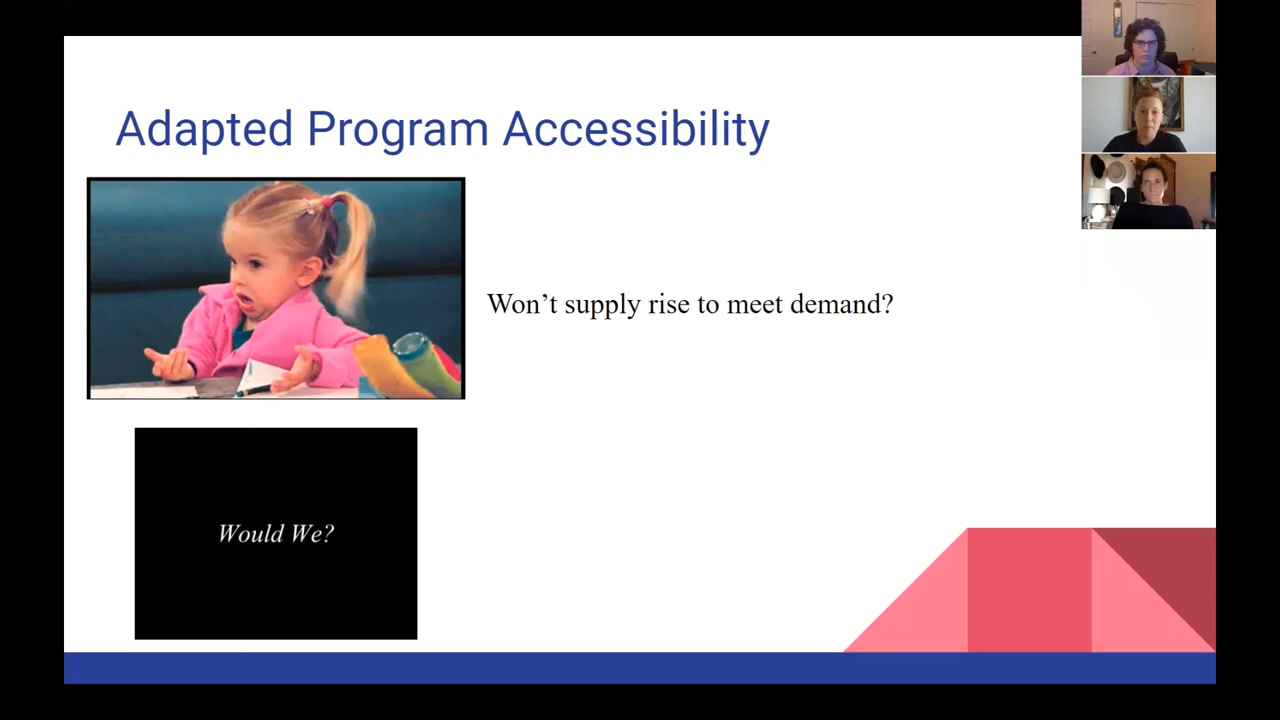 Adapted Program Accessibility
Won’t supply rise to meet demand?
Would We?